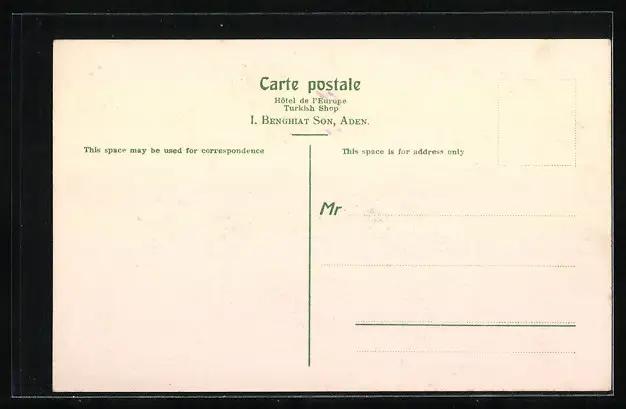 Carte postale
Hôtel de l'Europe
Turkish Shop
I. BENGHIAT SON, ADEN.
This space may be used for correspondence
This space is for address only
Mr